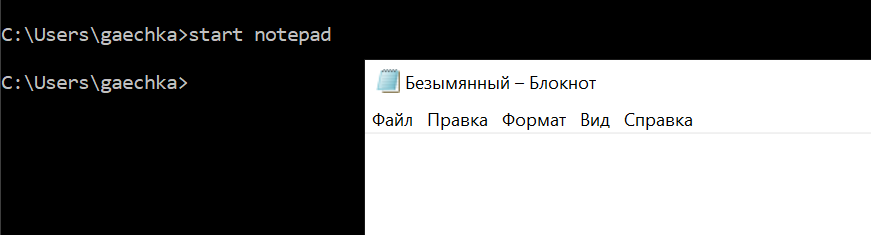 C:\Users\gaechka>start notepad
C:\Users\gaechka>
Безымянный – Блокнот
Файл Правка Формат Вид Справка